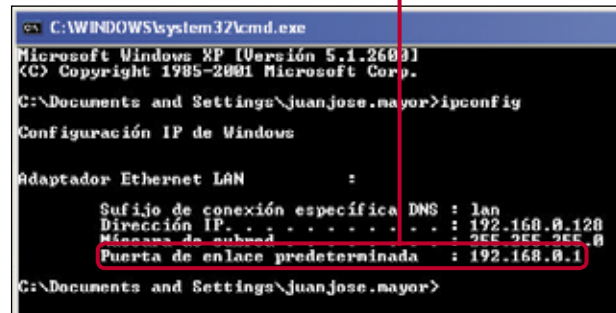 C:\WINDOWS\system32\cmd.exe
Microsoft Windows XP [Versión 5.1.2600]
(C) Copyright 1985-2001 Microsoft Corp.
C:\Documents and Settings\juanjose.mayor>ipconfig
Configuración IP de Windows
Adaptador Ethernet LAN :
Sufijo de conexión específica DNS : lan
Dirección IP. . . . . . . . . . . : 192.168.0.128
Máscara de subred . . . . . . . . : 255.255.255.0
Puerta de enlace predeterminada : 192.168.0.1
C:\Documents and Settings\juanjose.mayor>